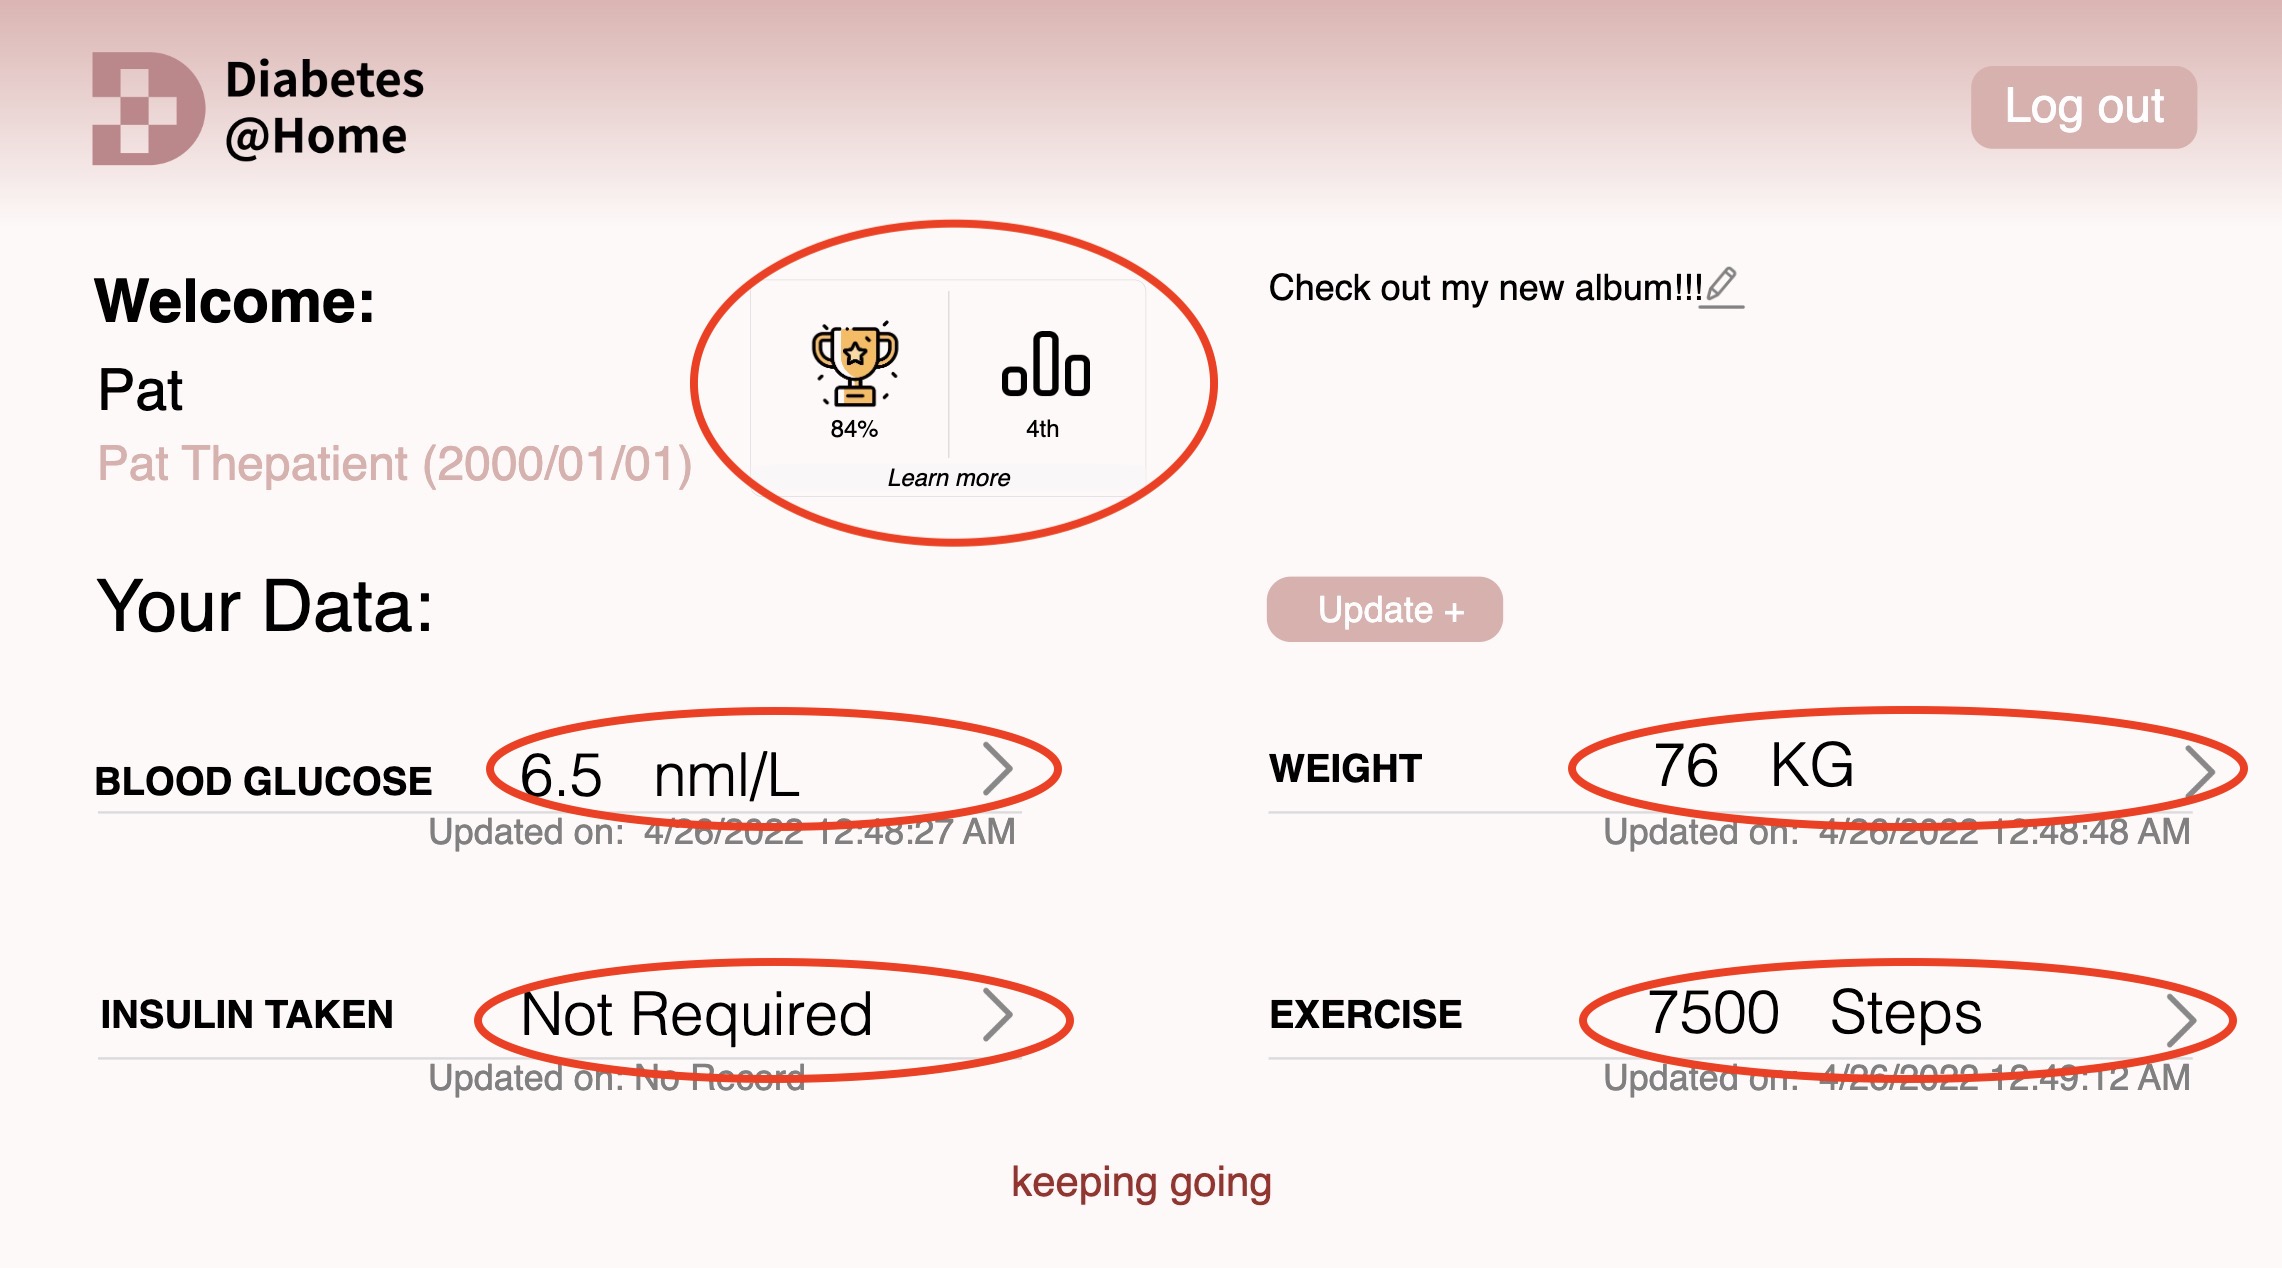 Diabetes
@Home
Log out
Welcome:
Pat
Pat Thepatient (2000/01/01)
84%
4th
Learn more
Check out my new album!!!
Your Data:
Update +
BLOOD GLUCOSE 6.5 nml/L
Updated on: 4/26/2022 12:48:27 AM
WEIGHT 76 KG
Updated on: 4/26/2022 12:48:48 AM
INSULIN TAKEN Not Required
Updated on: No Record
EXERCISE 7500 Steps
Updated on: 4/26/2022 12:49:12 AM
keeping going